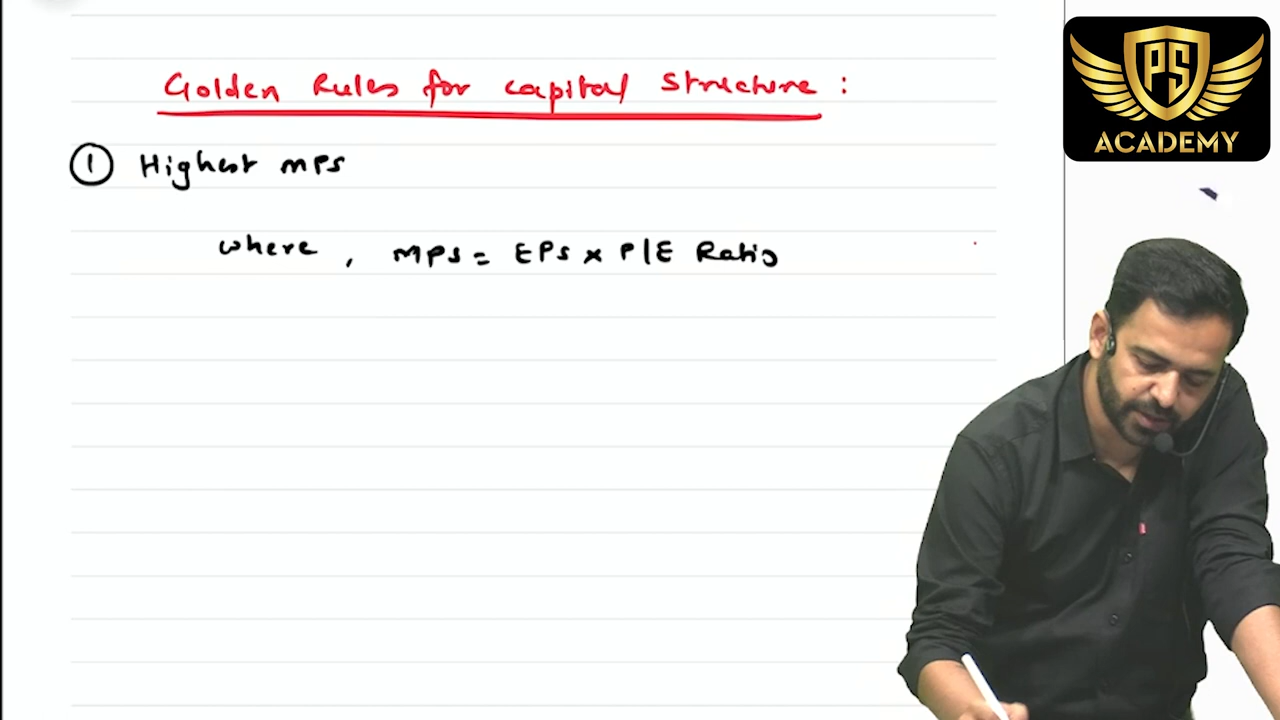 Golden Rules for capital Structure :
① Highest MPS
where , MPS = EPS × P/E Ratio
PS
ACADEMY